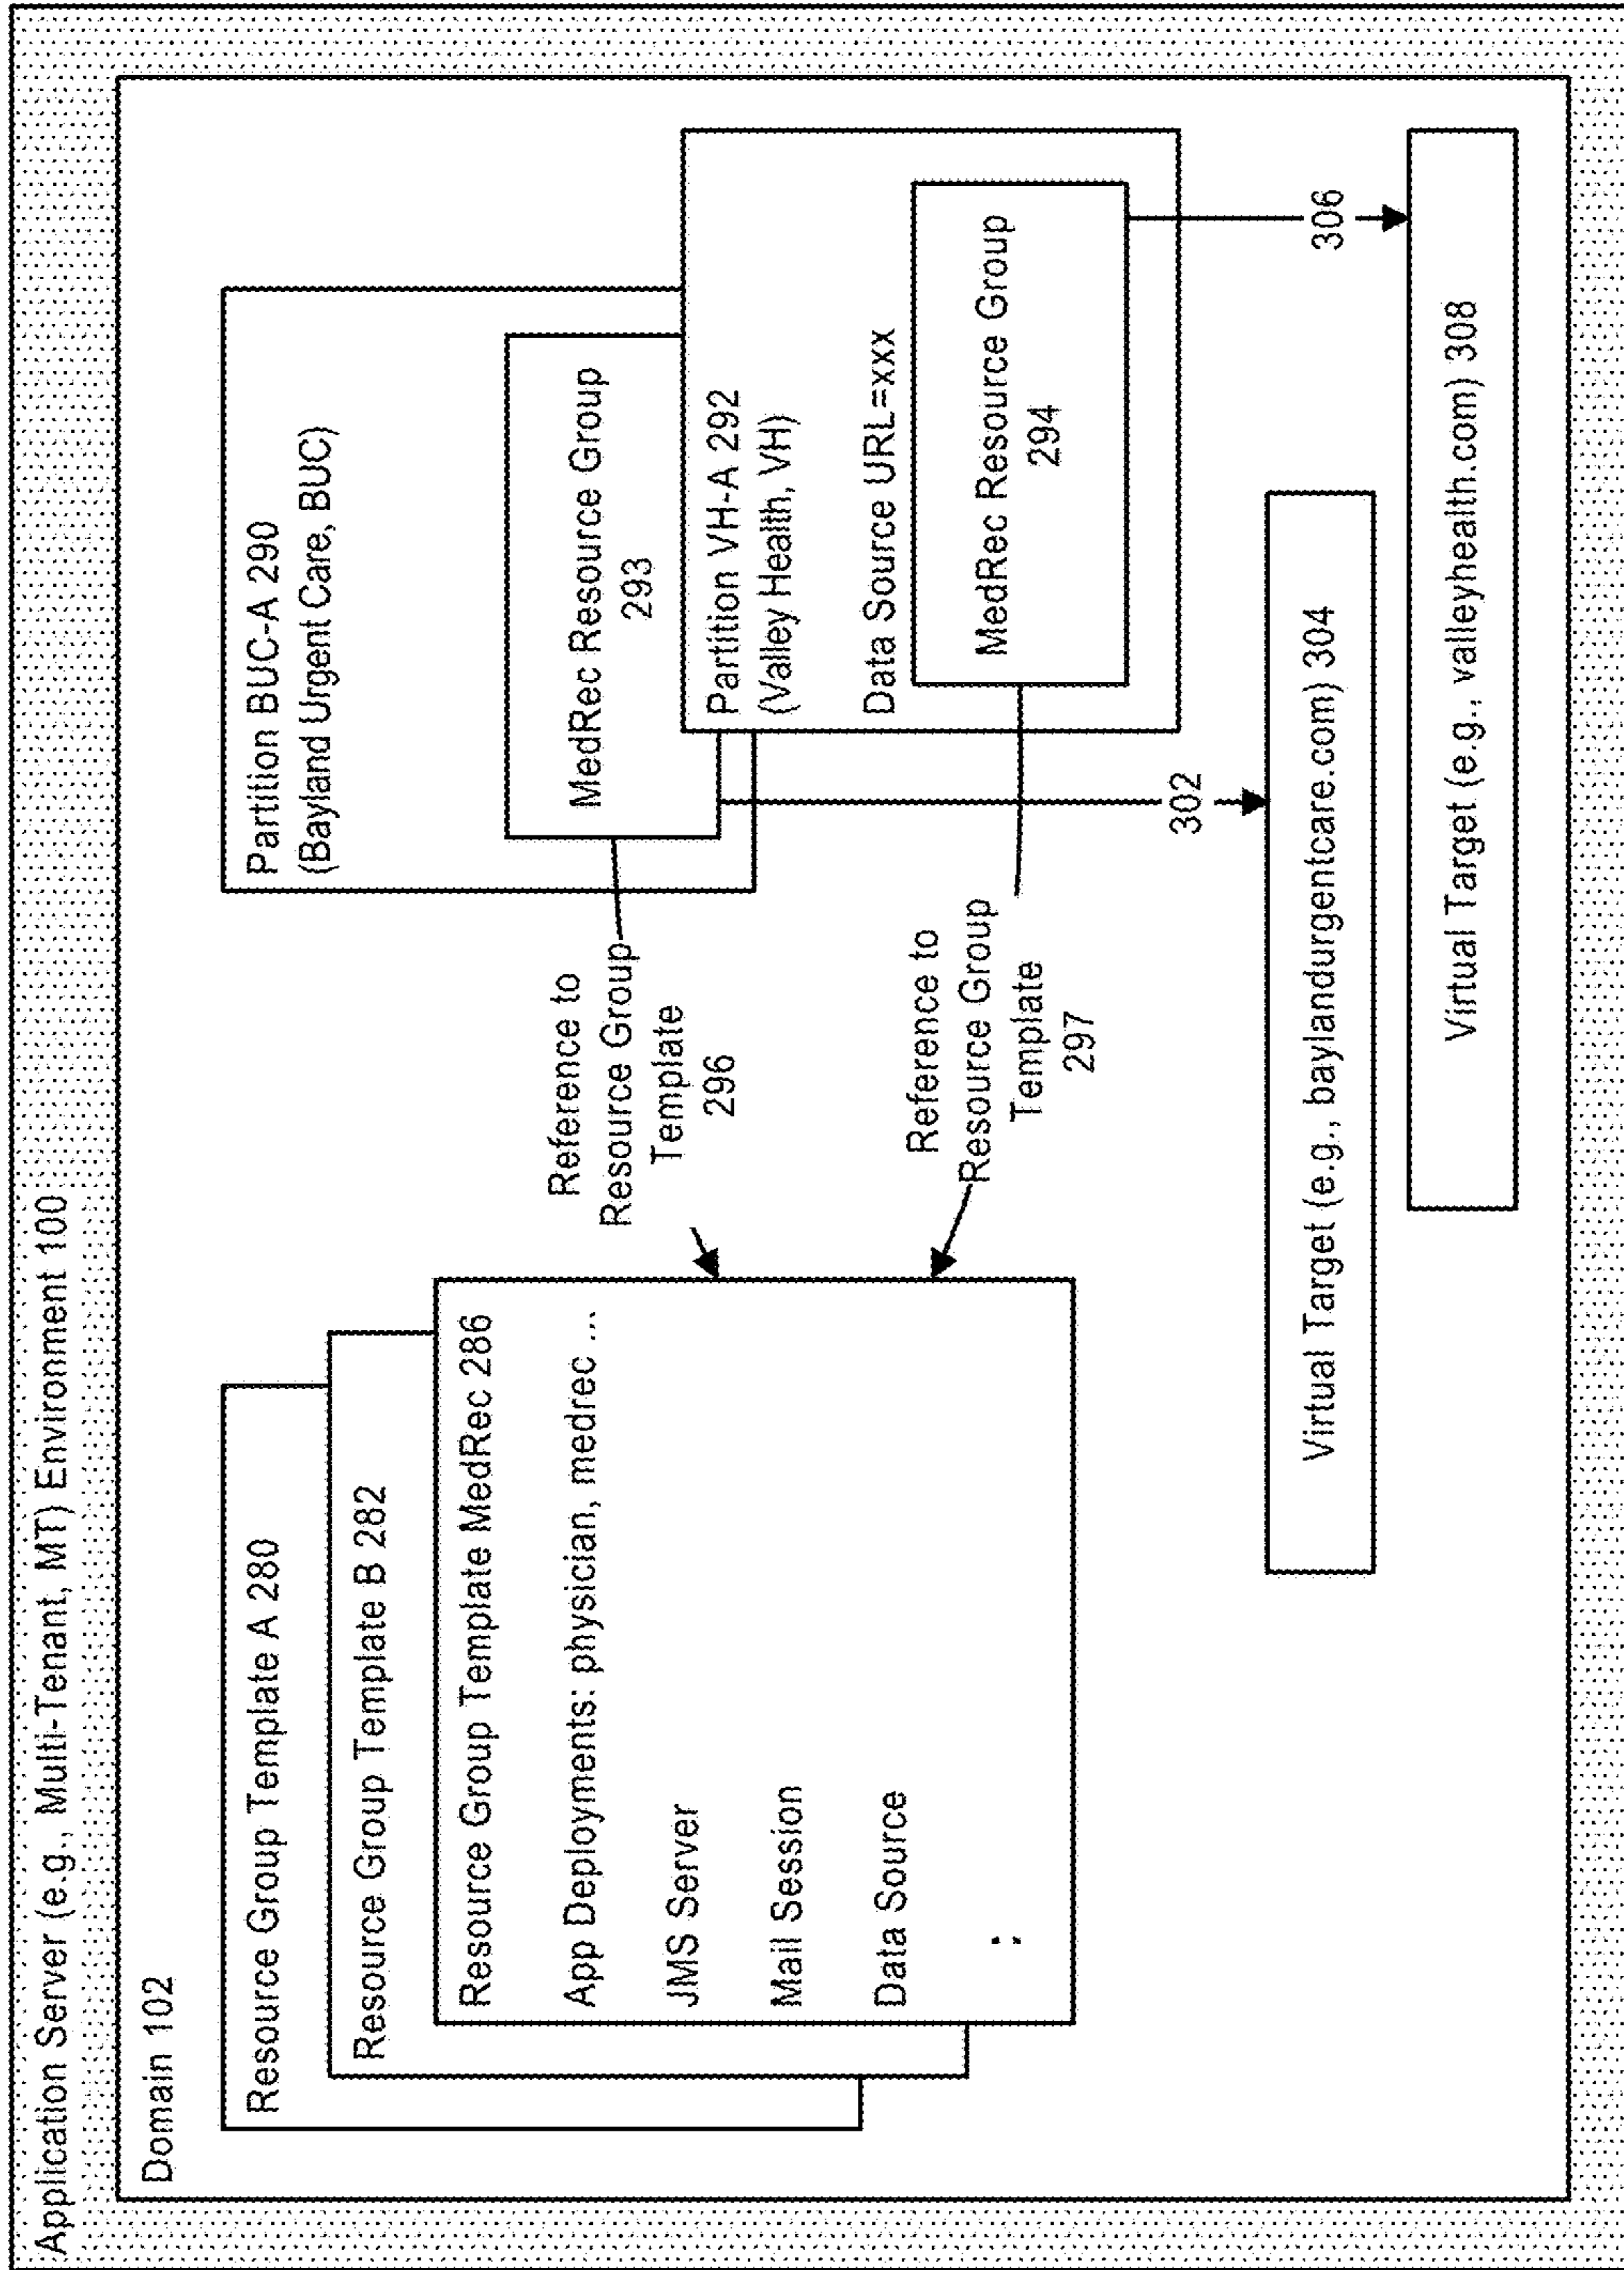 Application Server (e.g., Multi-Tenant, MT) Environment 100
Domain 102
Resource Group Template A 280
Resource Group Template B 282
Resource Group Template MedRec 286
App Deployments: physician, medrec ...
JMS Server
Mail Session
Data Source
:
Reference to
Resource Group
Template
296
Reference to
Resource Group
Template
297
Partition BUC-A 290
(Bayland Urgent Care, BUC)
MedRec Resource Group
293
Partition VH-A 292
(Valley Health, VH)
Data Source URL=xxx
MedRec Resource Group
294
302
306
Virtual Target (e.g., baylandurgentcare.com) 304
Virtual Target (e.g., valleyhealth.com) 308